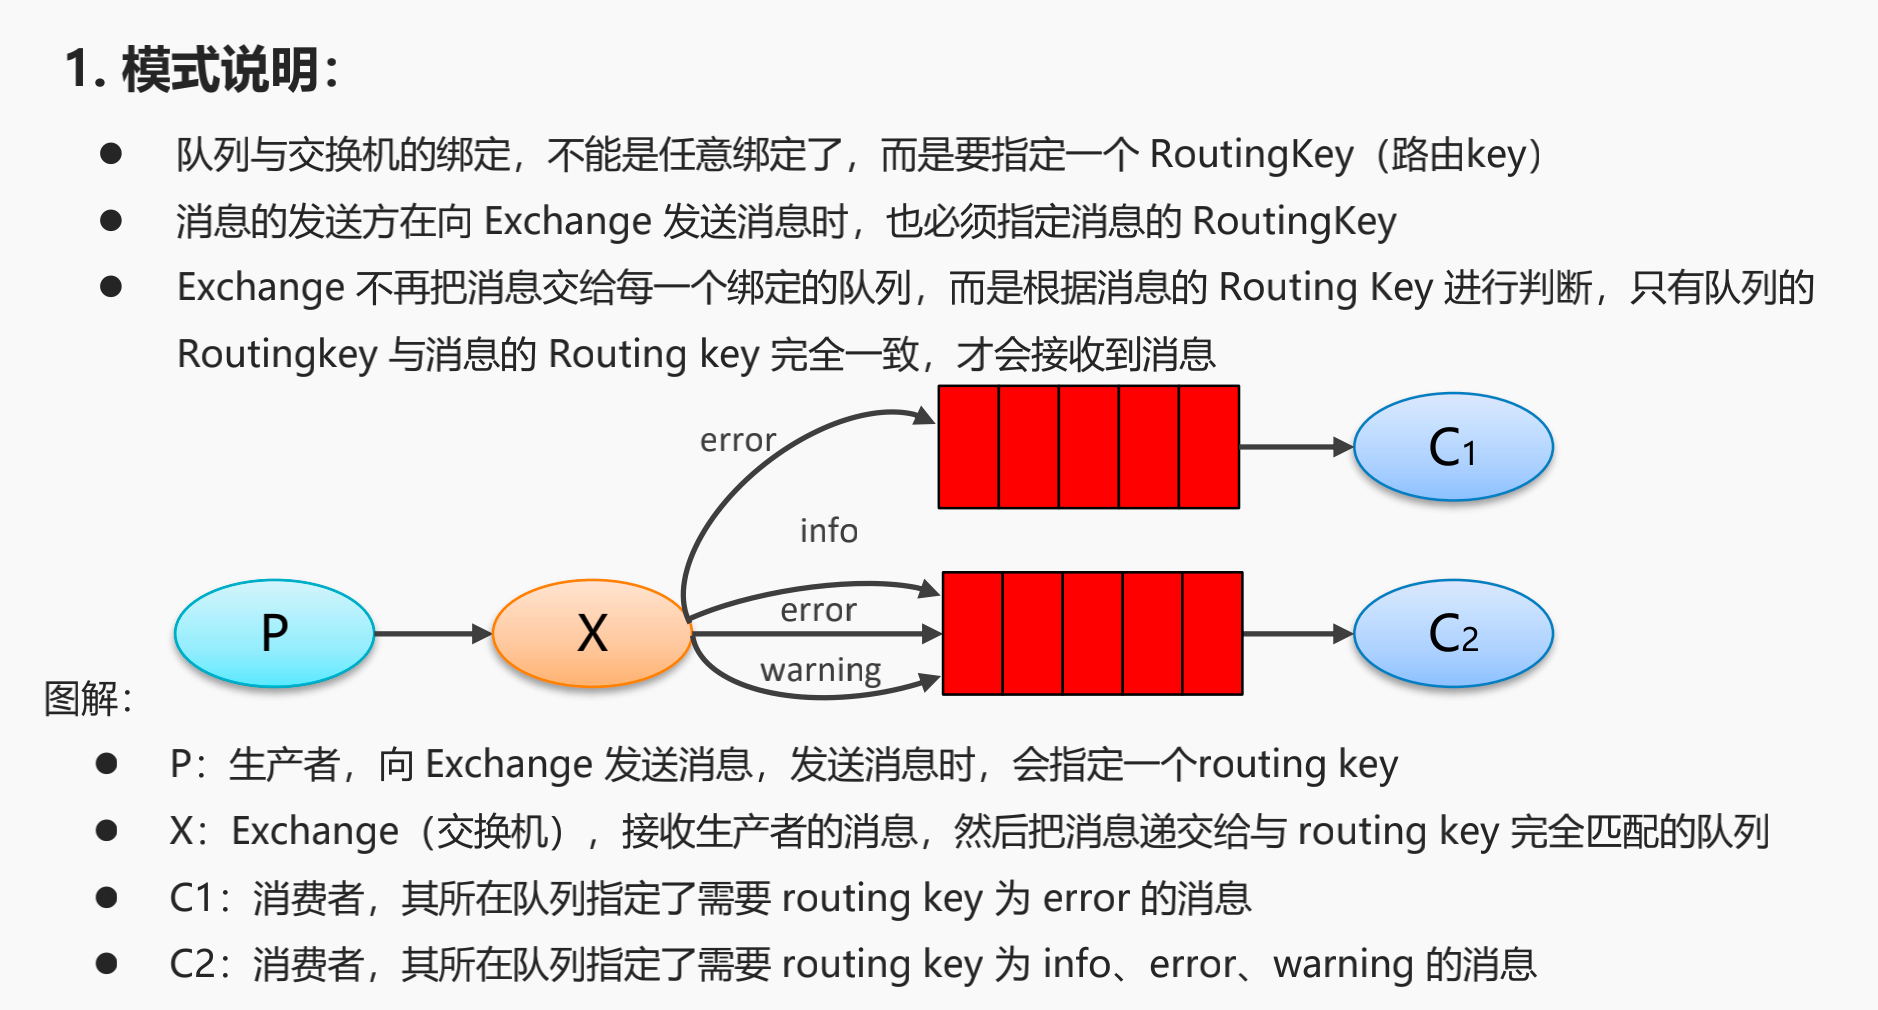 1. 模式说明：
● 队列与交换机的绑定，不能是任意绑定了，而是要指定一个 RoutingKey（路由key）
● 消息的发送方在向 Exchange 发送消息时，也必须指定消息的 RoutingKey
● Exchange 不再把消息交给每一个绑定的队列，而是根据消息的 Routing Key 进行判断，只有队列的
Routingkey 与消息的 Routing key 完全一致，才会接收到消息
error
C1
info
P
X
error
C2
warning
图解：
● P：生产者，向 Exchange 发送消息，发送消息时，会指定一个routing key
● X：Exchange（交换机），接收生产者的消息，然后把消息递交给与 routing key 完全匹配的队列
● C1：消费者，其所在队列指定了需要 routing key 为 error 的消息
● C2：消费者，其所在队列指定了需要 routing key 为 info、error、warning 的消息